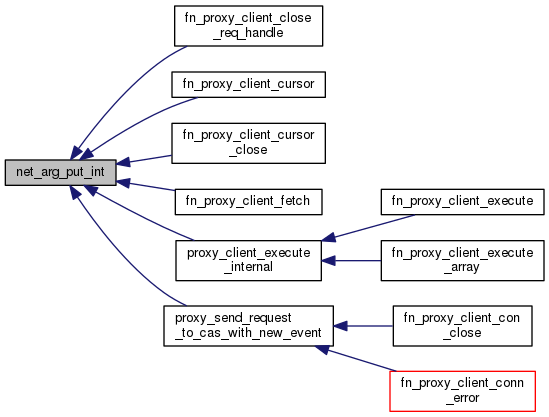 fn_proxy_client_close
_req_handle
fn_proxy_client_cursor
fn_proxy_client_cursor
_close
net_arg_put_int
fn_proxy_client_fetch
fn_proxy_client_execute
proxy_client_execute
_internal
fn_proxy_client_execute
_array
proxy_send_request
_to_cas_with_new_event
fn_proxy_client_con
_close
fn_proxy_client_conn
_error